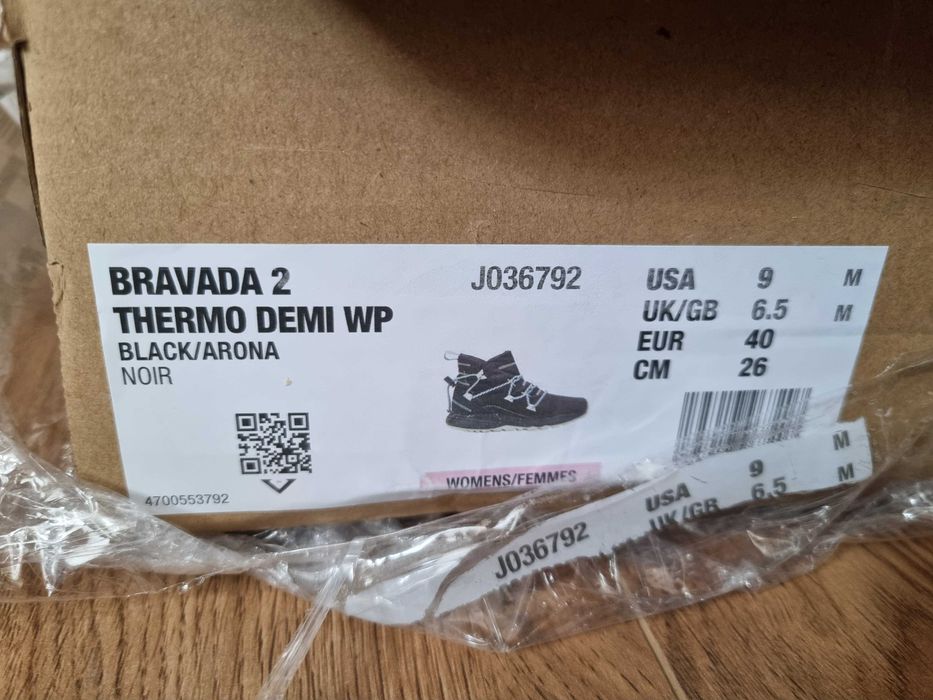 BRAVADA 2
THERMO DEMI WP
BLACK/ARONA
NOIR
4700553792
J036792
WOMENS/FEMMES
USA 9 M
UK/GB 6.5 M
EUR 40
CM 26
J036792
USA 9 M
UK/GB 6.5 M